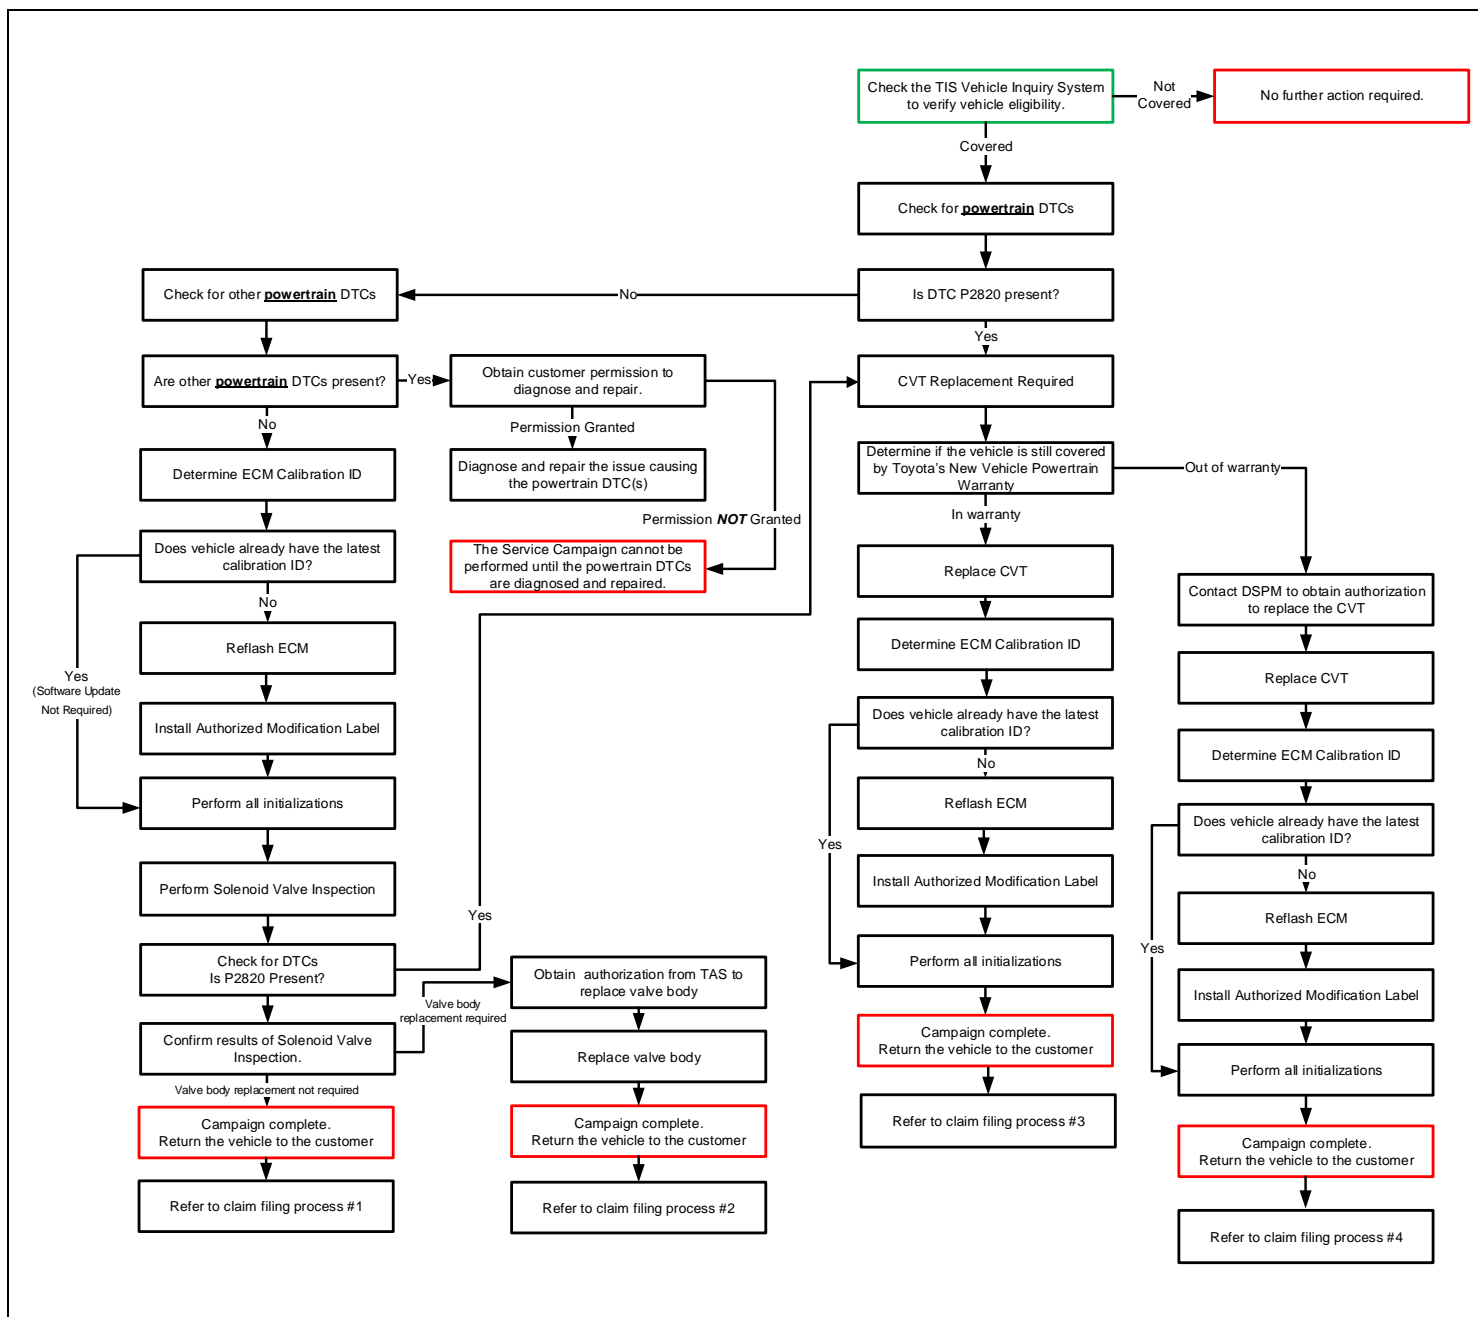 Check the TIS Vehicle Inquiry System
to verify vehicle eligibility.
Not
Covered
No further action required.
Covered
Check for powertrain DTCs
Is DTC P2820 present?
No
Check for other powertrain DTCs
Yes
Are other powertrain DTCs present?
Yes
Obtain customer permission to
diagnose and repair.
CVT Replacement Required
No
Permission Granted
Determine ECM Calibration ID
Diagnose and repair the issue causing
the powertrain DTC(s)
Determine if the vehicle is still covered
by Toyota's New Vehicle Powertrain
Warranty
Out of warranty
In warranty
Permission NOT Granted
Does vehicle already have the latest
calibration ID?
The Service Campaign cannot be
performed until the powertrain DTCs
are diagnosed and repaired.
Replace CVT
Contact DSPM to obtain authorization
to replace the CVT
No
Reflash ECM
Determine ECM Calibration ID
Replace CVT
Yes
(Software Update
Not Required)
Install Authorized Modification Label
Does vehicle already have the latest
calibration ID?
Determine ECM Calibration ID
No
Perform all initializations
Reflash ECM
Does vehicle already have the latest
calibration ID?
Yes
No
Perform Solenoid Valve Inspection
Install Authorized Modification Label
Yes
Reflash ECM
Yes
Check for DTCs
Is P2820 Present?
Obtain  authorization from TAS to
replace valve body
Perform all initializations
Install Authorized Modification Label
Valve body
replacement required
Confirm results of Solenoid Valve
Inspection.
Replace valve body
Campaign complete.
Return the vehicle to the customer
Perform all initializations
Valve body replacement not required
Campaign complete.
Return the vehicle to the customer
Campaign complete.
Return the vehicle to the customer
Refer to claim filing process #3
Campaign complete.
Return the vehicle to the customer
Refer to claim filing process #1
Refer to claim filing process #2
Refer to claim filing process #4